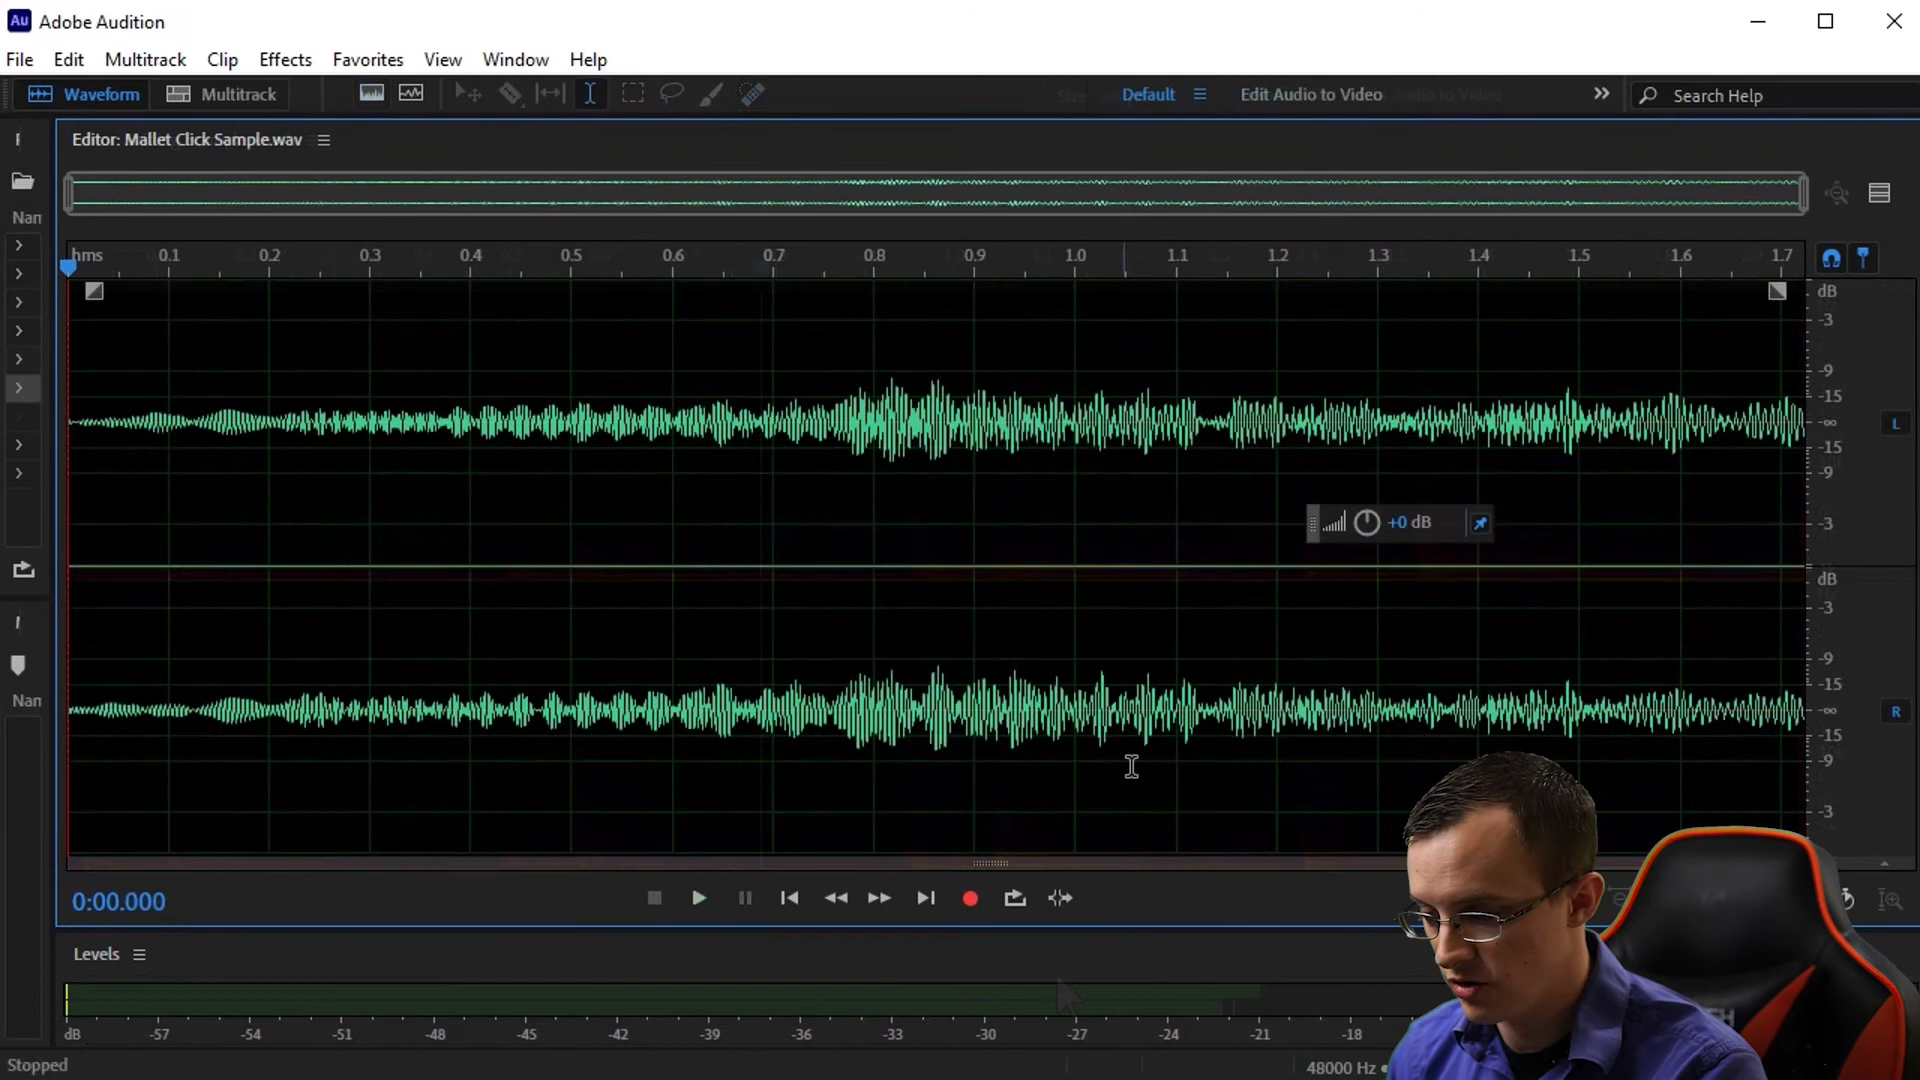 Au Adobe Audition
File Edit Multitrack Clip Effects Favorites View Window Help
Waveform Multitrack Default Edit Audio to Video Search Help
Editor: Mallet Click Sample.wav
Nan
hms 0.1 0.2 0.3 0.4 0.5 0.6 0.7 0.8 0.9 1.0 1.1 1.2 1.3 1.4 1.5 1.6 1.7
dB
-3
-9
-15
-∞ L
-15
-9
+0 dB
-3
dB
-3
-9
Nan
-15
-∞ R
-15
-9
-3
0:00.000
Levels
dB -57 -54 -51 -48 -45 -42 -39 -36 -33 -30 -27 -24 -21 -18
Stopped
48000 Hz